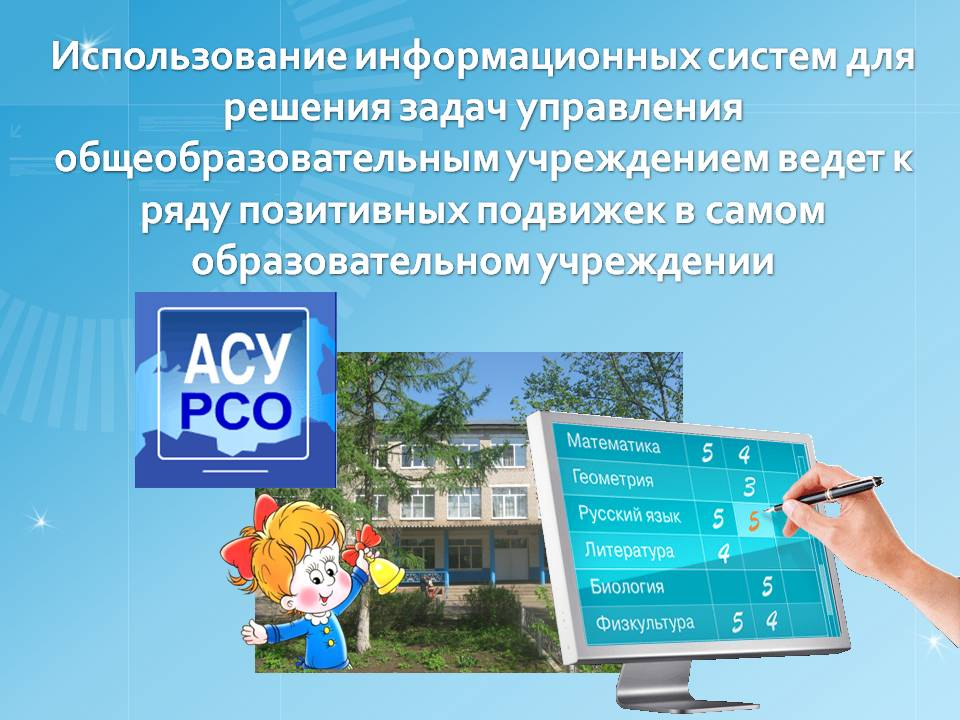 Использование информационных систем для
решения задач управления
общеобразовательным учреждением ведет к
ряду позитивных подвижек в самом
образовательном учреждении
АСУ
РСО
Математика 5 4
Геометрия 3
Русский язык 5 5
Литература 4
Биология 5
Физкультура 5 4